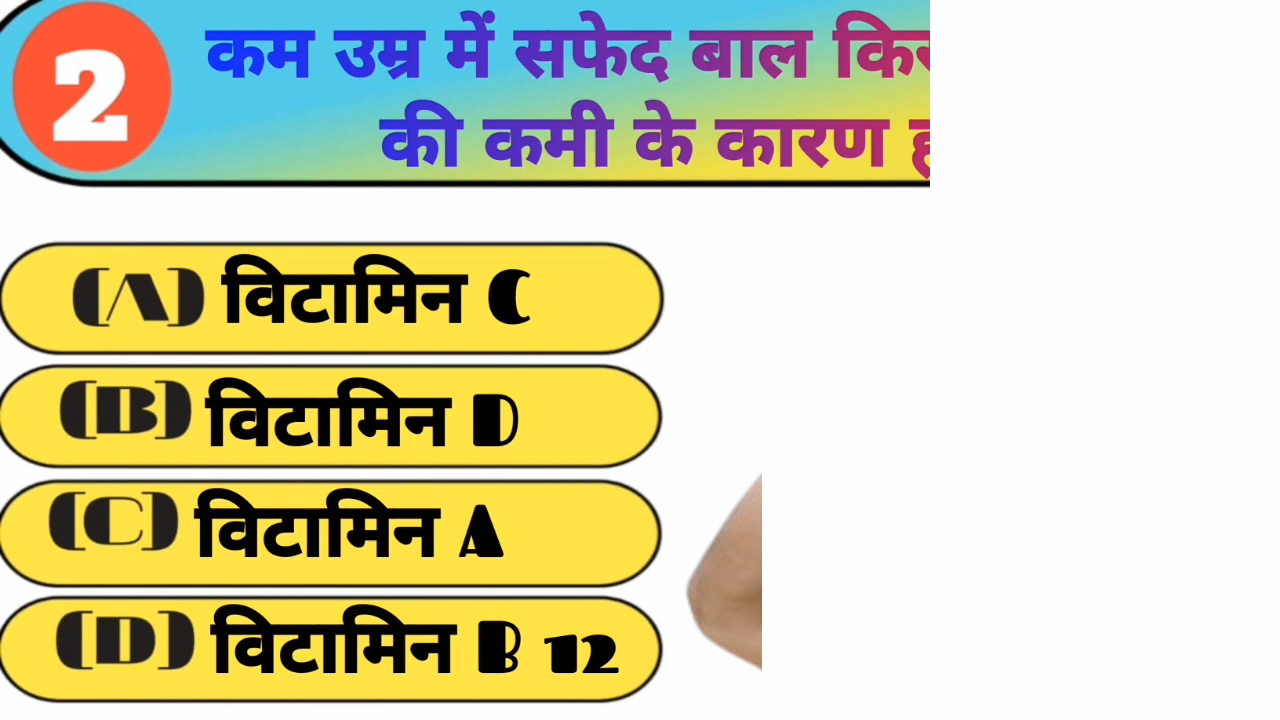 2
कम उम्र में सफेद बाल
की कमी के कारण
(A) विटामिन C
(B) विटामिन D
(C) विटामिन A
(D) विटामिन B 12